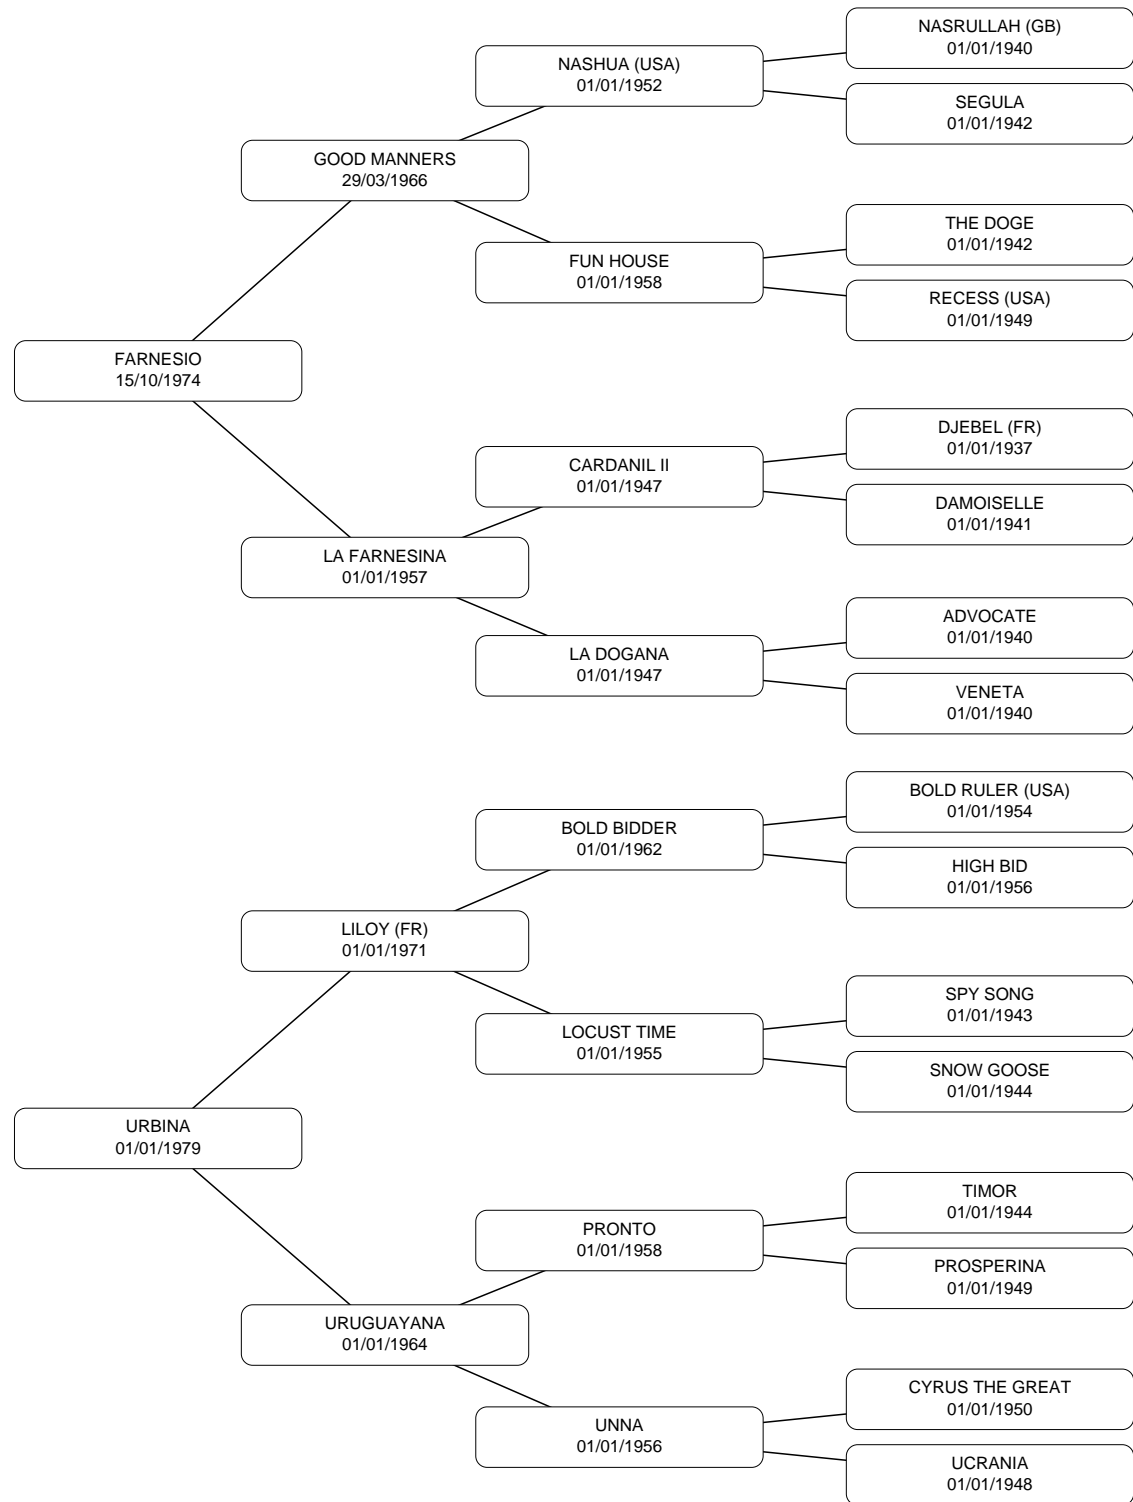 NASRULLAH (GB)
01/01/1940
NASHUA (USA)
01/01/1952
SEGULA
01/01/1942
GOOD MANNERS
29/03/1966
THE DOGE
01/01/1942
FUN HOUSE
01/01/1958
RECESS (USA)
01/01/1949
FARNESIO
15/10/1974
DJEBEL (FR)
01/01/1937
CARDANIL II
01/01/1947
DAMOISELLE
01/01/1941
LA FARNESINA
01/01/1957
ADVOCATE
01/01/1940
LA DOGANA
01/01/1947
VENETA
01/01/1940
BOLD RULER (USA)
01/01/1954
BOLD BIDDER
01/01/1962
HIGH BID
01/01/1956
LILOY (FR)
01/01/1971
SPY SONG
01/01/1943
LOCUST TIME
01/01/1955
SNOW GOOSE
01/01/1944
URBINA
01/01/1979
TIMOR
01/01/1944
PRONTO
01/01/1958
PROSPERINA
01/01/1949
URUGUAYANA
01/01/1964
CYRUS THE GREAT
01/01/1950
UNNA
01/01/1956
UCRANIA
01/01/1948